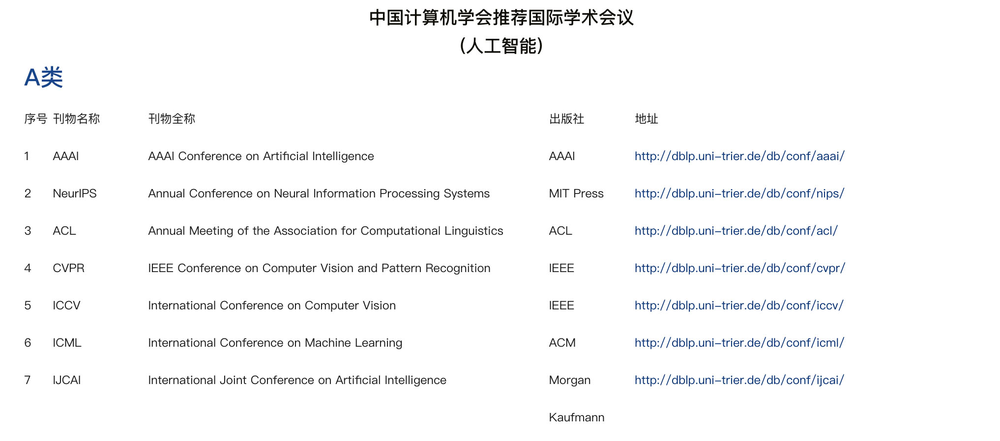 中国计算机学会推荐国际学术会议
(人工智能)
A类
序号 刊物名称 刊物全称 出版社 地址
1 AAAI AAAI Conference on Artificial Intelligence AAAI http://dblp.uni-trier.de/db/conf/aaai/
2 NeurIPS Annual Conference on Neural Information Processing Systems MIT Press http://dblp.uni-trier.de/db/conf/nips/
3 ACL Annual Meeting of the Association for Computational Linguistics ACL http://dblp.uni-trier.de/db/conf/acl/
4 CVPR IEEE Conference on Computer Vision and Pattern Recognition IEEE http://dblp.uni-trier.de/db/conf/cvpr/
5 ICCV International Conference on Computer Vision IEEE http://dblp.uni-trier.de/db/conf/iccv/
6 ICML International Conference on Machine Learning ACM http://dblp.uni-trier.de/db/conf/icml/
7 IJCAI International Joint Conference on Artificial Intelligence Morgan http://dblp.uni-trier.de/db/conf/ijcai/
Kaufmann